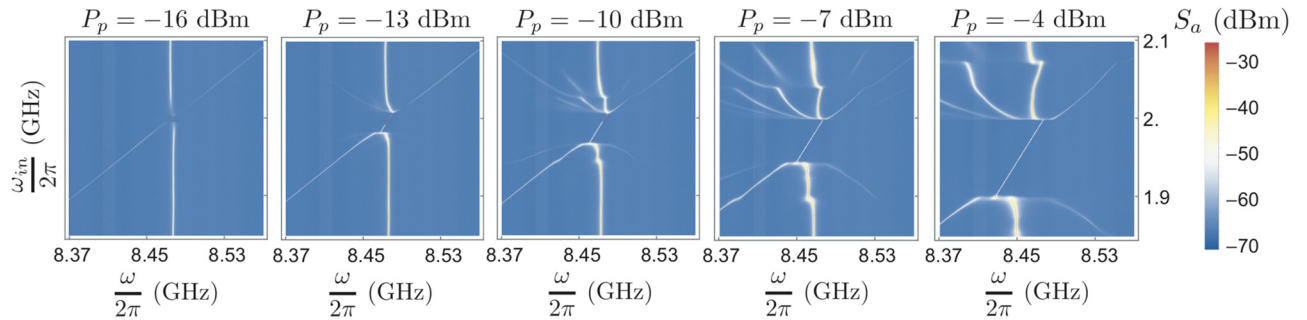 P_p = −16 dBm P_p = −13 dBm P_p = −10 dBm P_p = −7 dBm P_p = −4 dBm S_a (dBm)
2.1
−30
−40
ω_in/2π (GHz)
2.
−50
−60
1.9
−70
8.37 8.45 8.53 8.37 8.45 8.53 8.37 8.45 8.53 8.37 8.45 8.53 8.37 8.45 8.53
ω/2π (GHz) ω/2π (GHz) ω/2π (GHz) ω/2π (GHz) ω/2π (GHz)